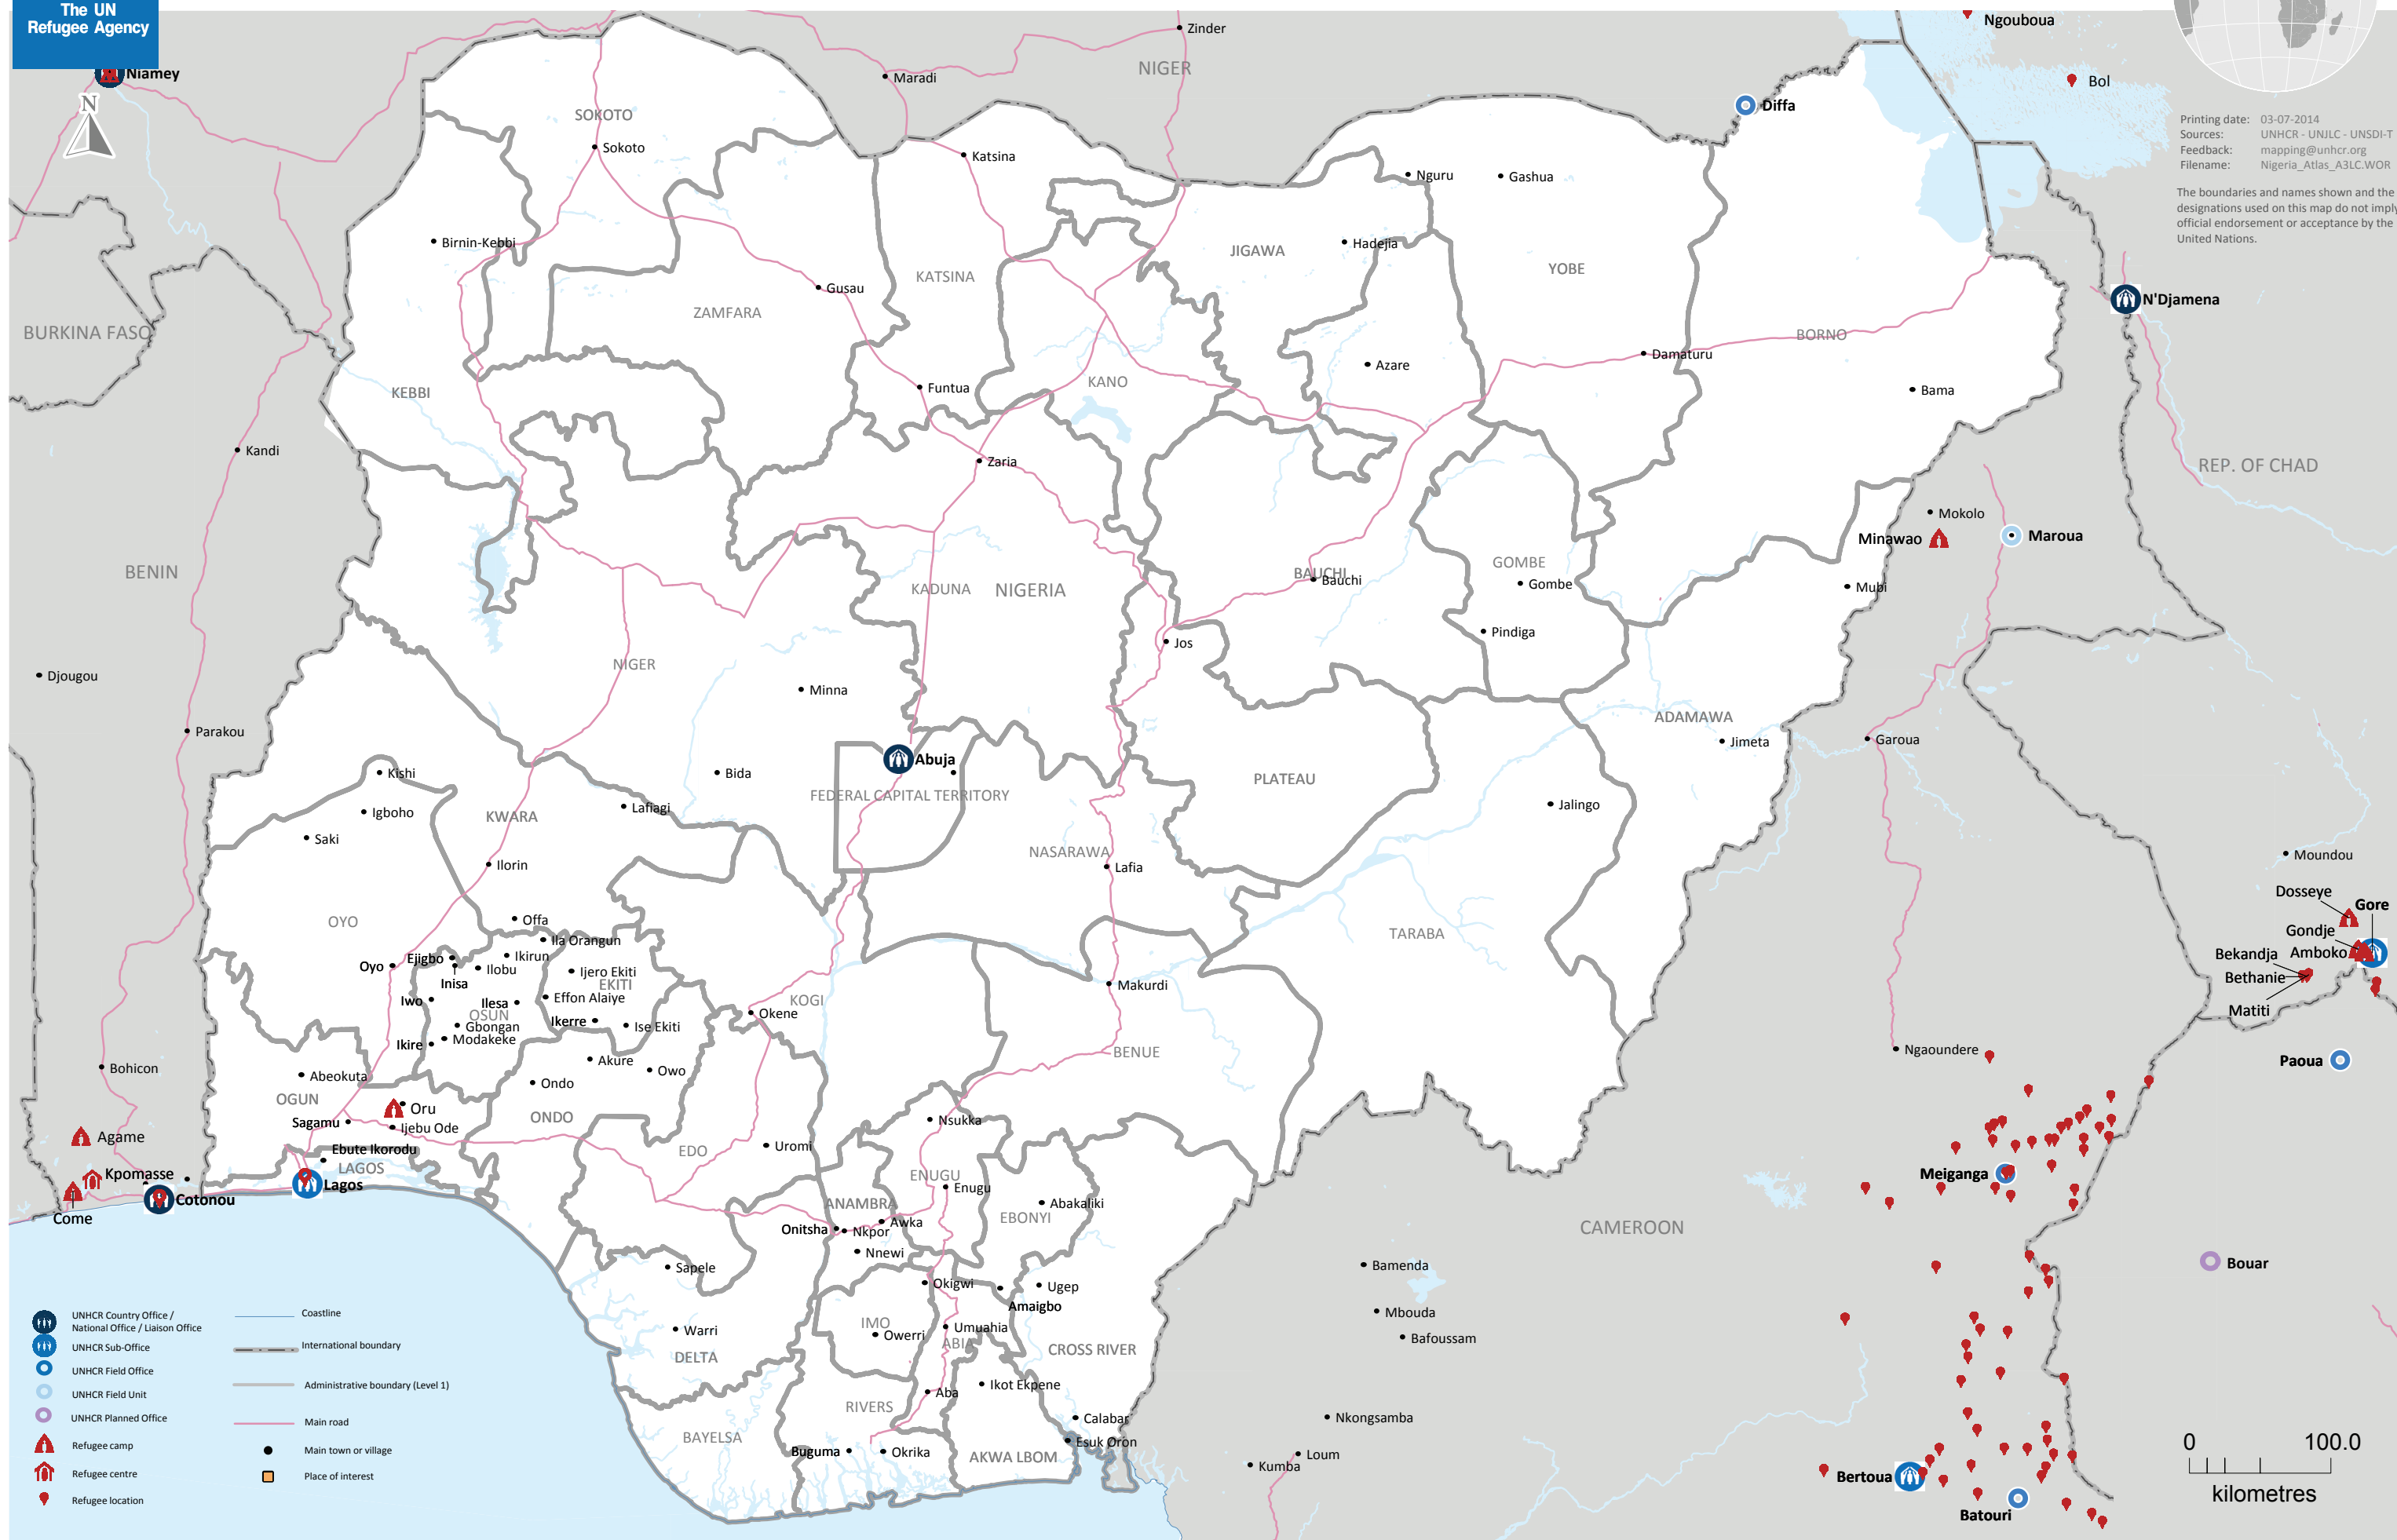 The UN
Refugee Agency
Niamey
N
Zinder
Maradi
NIGER
Ngouboua
Bol
Diffa
Printing date: 03-07-2014
Sources: UNHCR - UNJLC - UNSDI-T
Feedback: mapping@unhcr.org
Filename: Nigeria_Atlas_A3LC.WOR
The boundaries and names shown and the
designations used on this map do not imply
official endorsement or acceptance by the
United Nations.
SOKOTO
Sokoto
Katsina
Nguru
Gashua
Birnin-Kebbi
JIGAWA
Hadejia
YOBE
KATSINA
Gusau
ZAMFARA
N'Djamena
BURKINA FASO
BORNO
Damaturu
Azare
KANO
Funtua
KEBBI
Bama
Kandi
Zaria
REP. OF CHAD
Mokolo
Minawao
Maroua
BENIN
GOMBE
BAUCHI
Bauchi
Gombe
KADUNA
NIGERIA
Mubi
Pindiga
Jos
NIGER
Djougou
Minna
ADAMAWA
Parakou
Jimeta
Garoua
Abuja
Kishi
Bida
PLATEAU
FEDERAL CAPITAL TERRITORY
Igboho
Lafiagi
KWARA
Jalingo
Saki
NASARAWA
Moundou
Ilorin
Lafia
Dosseye
Gore
OYO
Offa
Gondje
TARABA
Ila Orangun
Amboko
Bekandja
Ejigbo
Ikirun
Oyo
Ilobu
Ijero Ekiti
Bethanie
Inisa
EKITI
Makurdi
Iwo
Ilesa
Effon Alaiye
KOGI
Matiti
OSUN
Okene
Gbongan
Ikerre
Ise Ekiti
Modakeke
Ikire
BENUE
Ngaoundere
Akure
Paoua
Bohicon
Abeokuta
Owo
Ondo
OGUN
Oru
ONDO
Sagamu
Nsukka
Ijebu Ode
Agame
Uromi
Ebute Ikorodu
EDO
LAGOS
Kpomasse
ENUGU
Meiganga
Lagos
Enugu
Cotonou
ANAMBRA
Abakaliki
Come
EBONYI
Awka
Onitsha
Nkpor
CAMEROON
Nnewi
Sapele
Bamenda
Bouar
Okigwi
Ugep
Amaigbo
Mbouda
IMO
Umuahia
Owerri
Warri
Bafoussam
ABIA
CROSS RIVER
DELTA
Ikot Ekpene
Aba
RIVERS
Calabar
Nkongsamba
BAYELSA
Esuk Oron
Buguma
Okrika
AKWA LBOM
Loum
Kumba
Bertoua
Batouri
UNHCR Country Office /
National Office / Liaison Office
UNHCR Sub-Office
UNHCR Field Office
UNHCR Field Unit
UNHCR Planned Office
Refugee camp
Refugee centre
Refugee location
Coastline
International boundary
Administrative boundary (Level 1)
Main road
Main town or village
Place of interest
0 100.0
kilometres